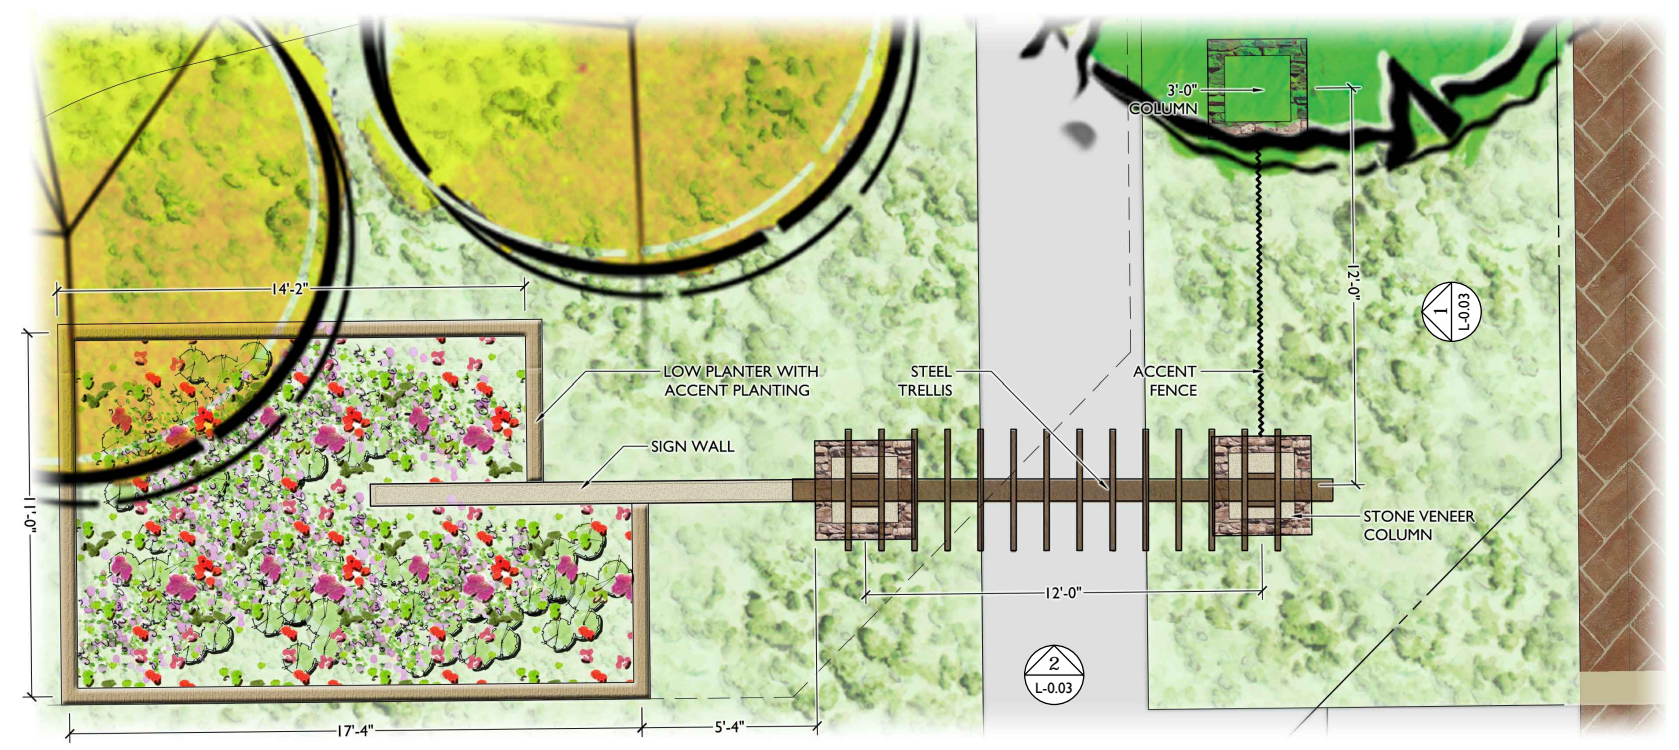 3'-0"
COLUMN
12'-0"
1
L-0.03
14'-2"
LOW PLANTER WITH
ACCENT PLANTING
STEEL
TRELLIS
ACCENT
FENCE
SIGN WALL
11'-0"
STONE VENEER
COLUMN
12'-0"
2
L-0.03
17'-4"
5'-4"